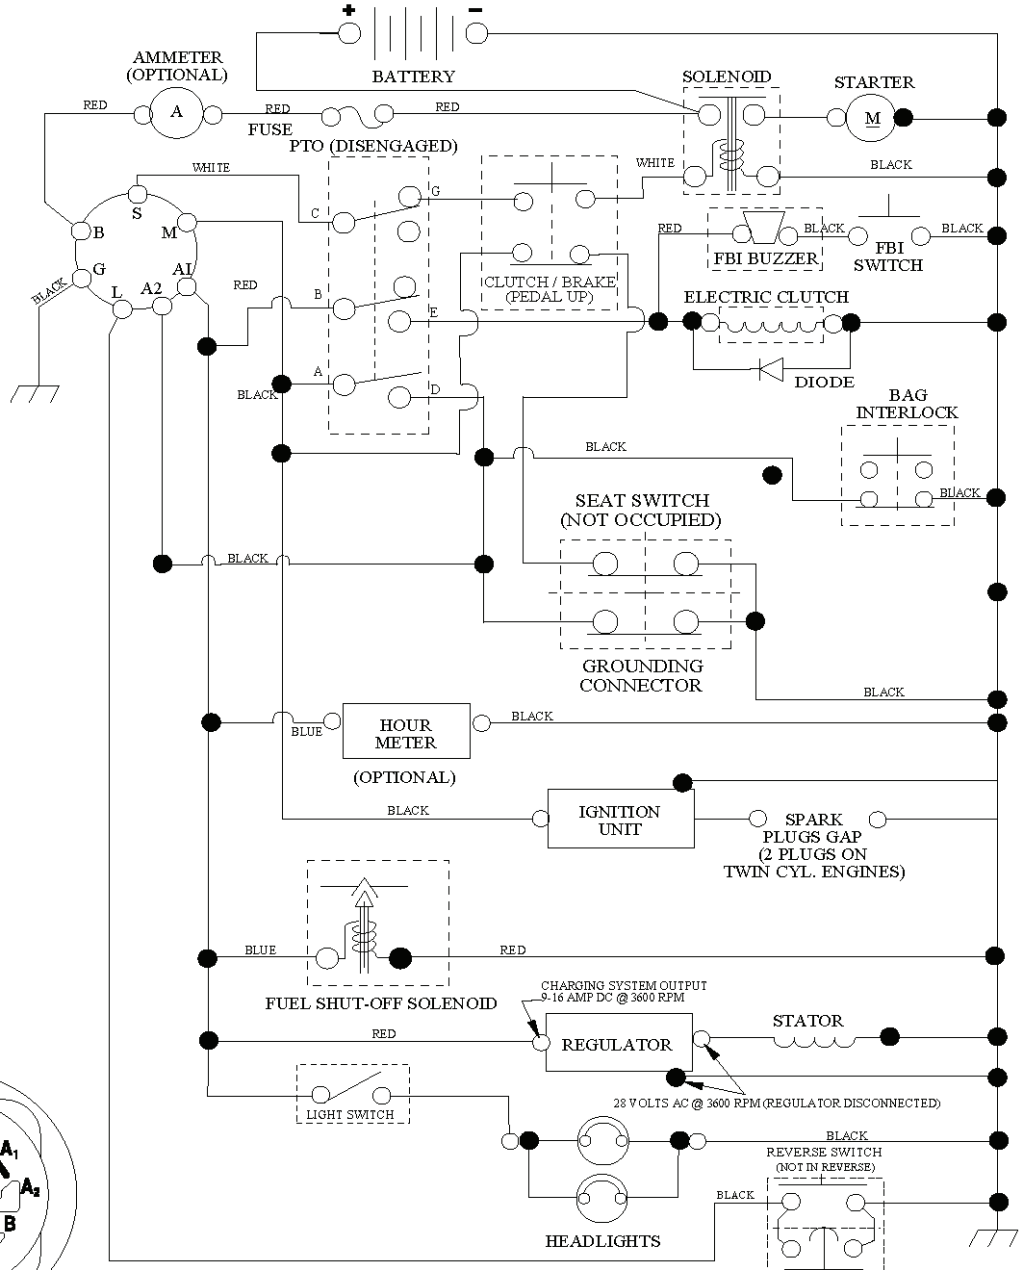 + −
BATTERY
AMMETER
(OPTIONAL)
SOLENOID
STARTER
RED
A
RED
RED
M
FUSE
PTO (DISENGAGED)
WHITE
WHITE
BLACK
S
G
C
B
M
RED
BLACK
BLACK
FBI BUZZER
FBI
SWITCH
G
A1
BLACK
L
A2
RED
CLUTCH / BRAKE
(PEDAL UP)
B
ELECTRIC CLUTCH
E
A
DIODE
BLACK
D
BAG
INTERLOCK
BLACK
BLACK
SEAT SWITCH
(NOT OCCUPIED)
BLACK
GROUNDING
CONNECTOR
BLACK
BLUE
HOUR
METER
BLACK
(OPTIONAL)
BLACK
IGNITION
UNIT
SPARK
PLUGS GAP
(2 PLUGS ON
TWIN CYL. ENGINES)
BLUE
RED
FUEL SHUT-OFF SOLENOID
CHARGING SYSTEM OUTPUT
9-16 AMP DC @ 3600 RPM
STATOR
RED
REGULATOR
28 VOLTS AC @ 3600 RPM (REGULATOR DISCONNECTED)
LIGHT SWITCH
BLACK
REVERSE SWITCH
(NOT IN REVERSE)
A1
A2
BLACK
B
HEADLIGHTS